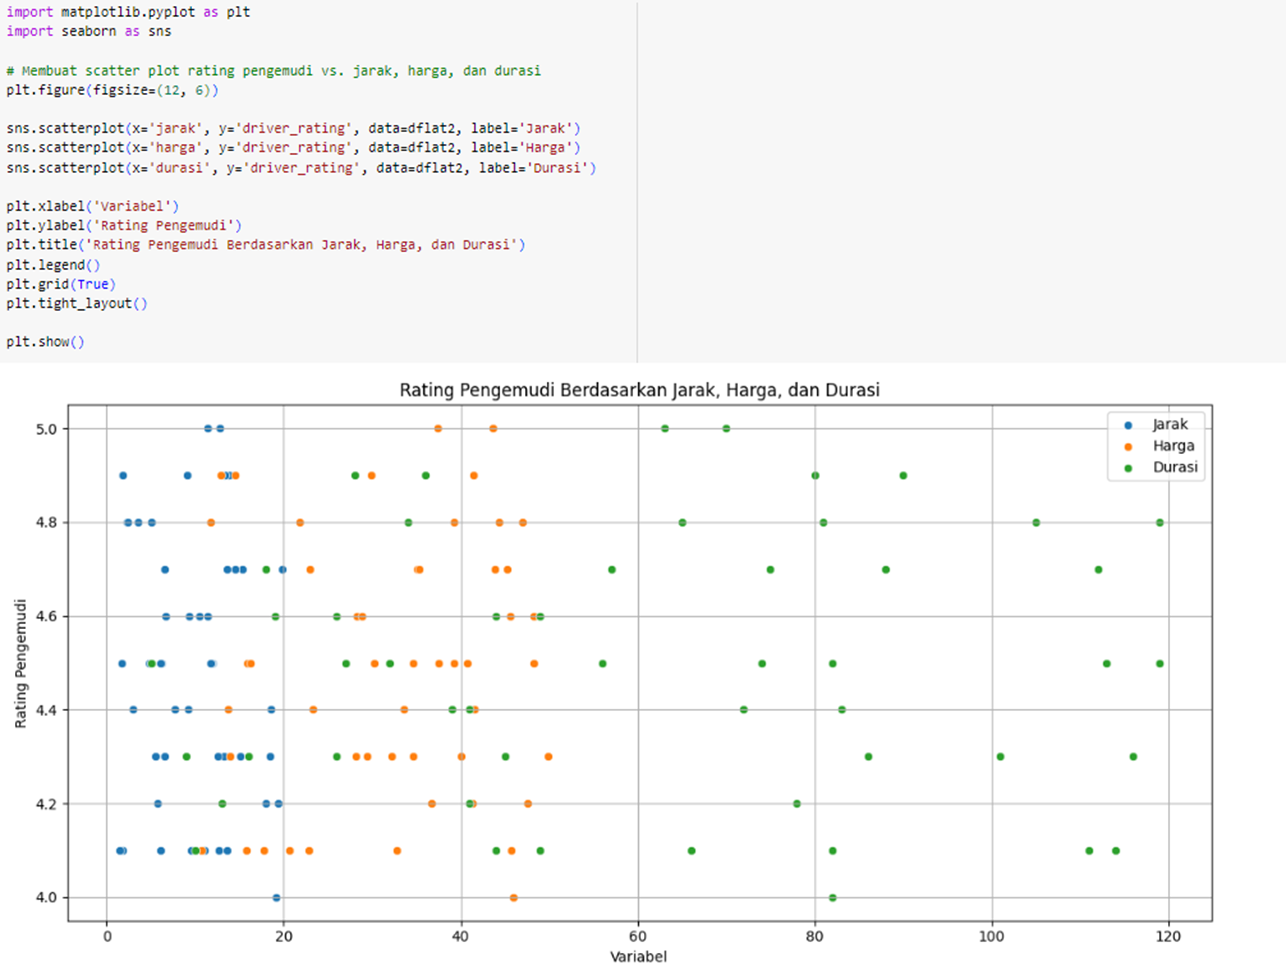 import matplotlib.pyplot as plt
import seaborn as sns
# Membuat scatter plot rating pengemudi vs. jarak, harga, dan durasi
plt.figure(figsize=(12, 6))
sns.scatterplot(x='jarak', y='driver_rating', data=dflat2, label='Jarak')
sns.scatterplot(x='harga', y='driver_rating', data=dflat2, label='Harga')
sns.scatterplot(x='durasi', y='driver_rating', data=dflat2, label='Durasi')
plt.xlabel('Variabel')
plt.ylabel('Rating Pengemudi')
plt.title('Rating Pengemudi Berdasarkan Jarak, Harga, dan Durasi')
plt.legend()
plt.grid(True)
plt.tight_layout()
plt.show()
Rating Pengemudi Berdasarkan Jarak, Harga, dan Durasi
Jarak
Harga
Durasi
Rating Pengemudi
5.0
4.8
4.6
4.4
4.2
4.0
0 20 40 60 80 100 120
Variabel